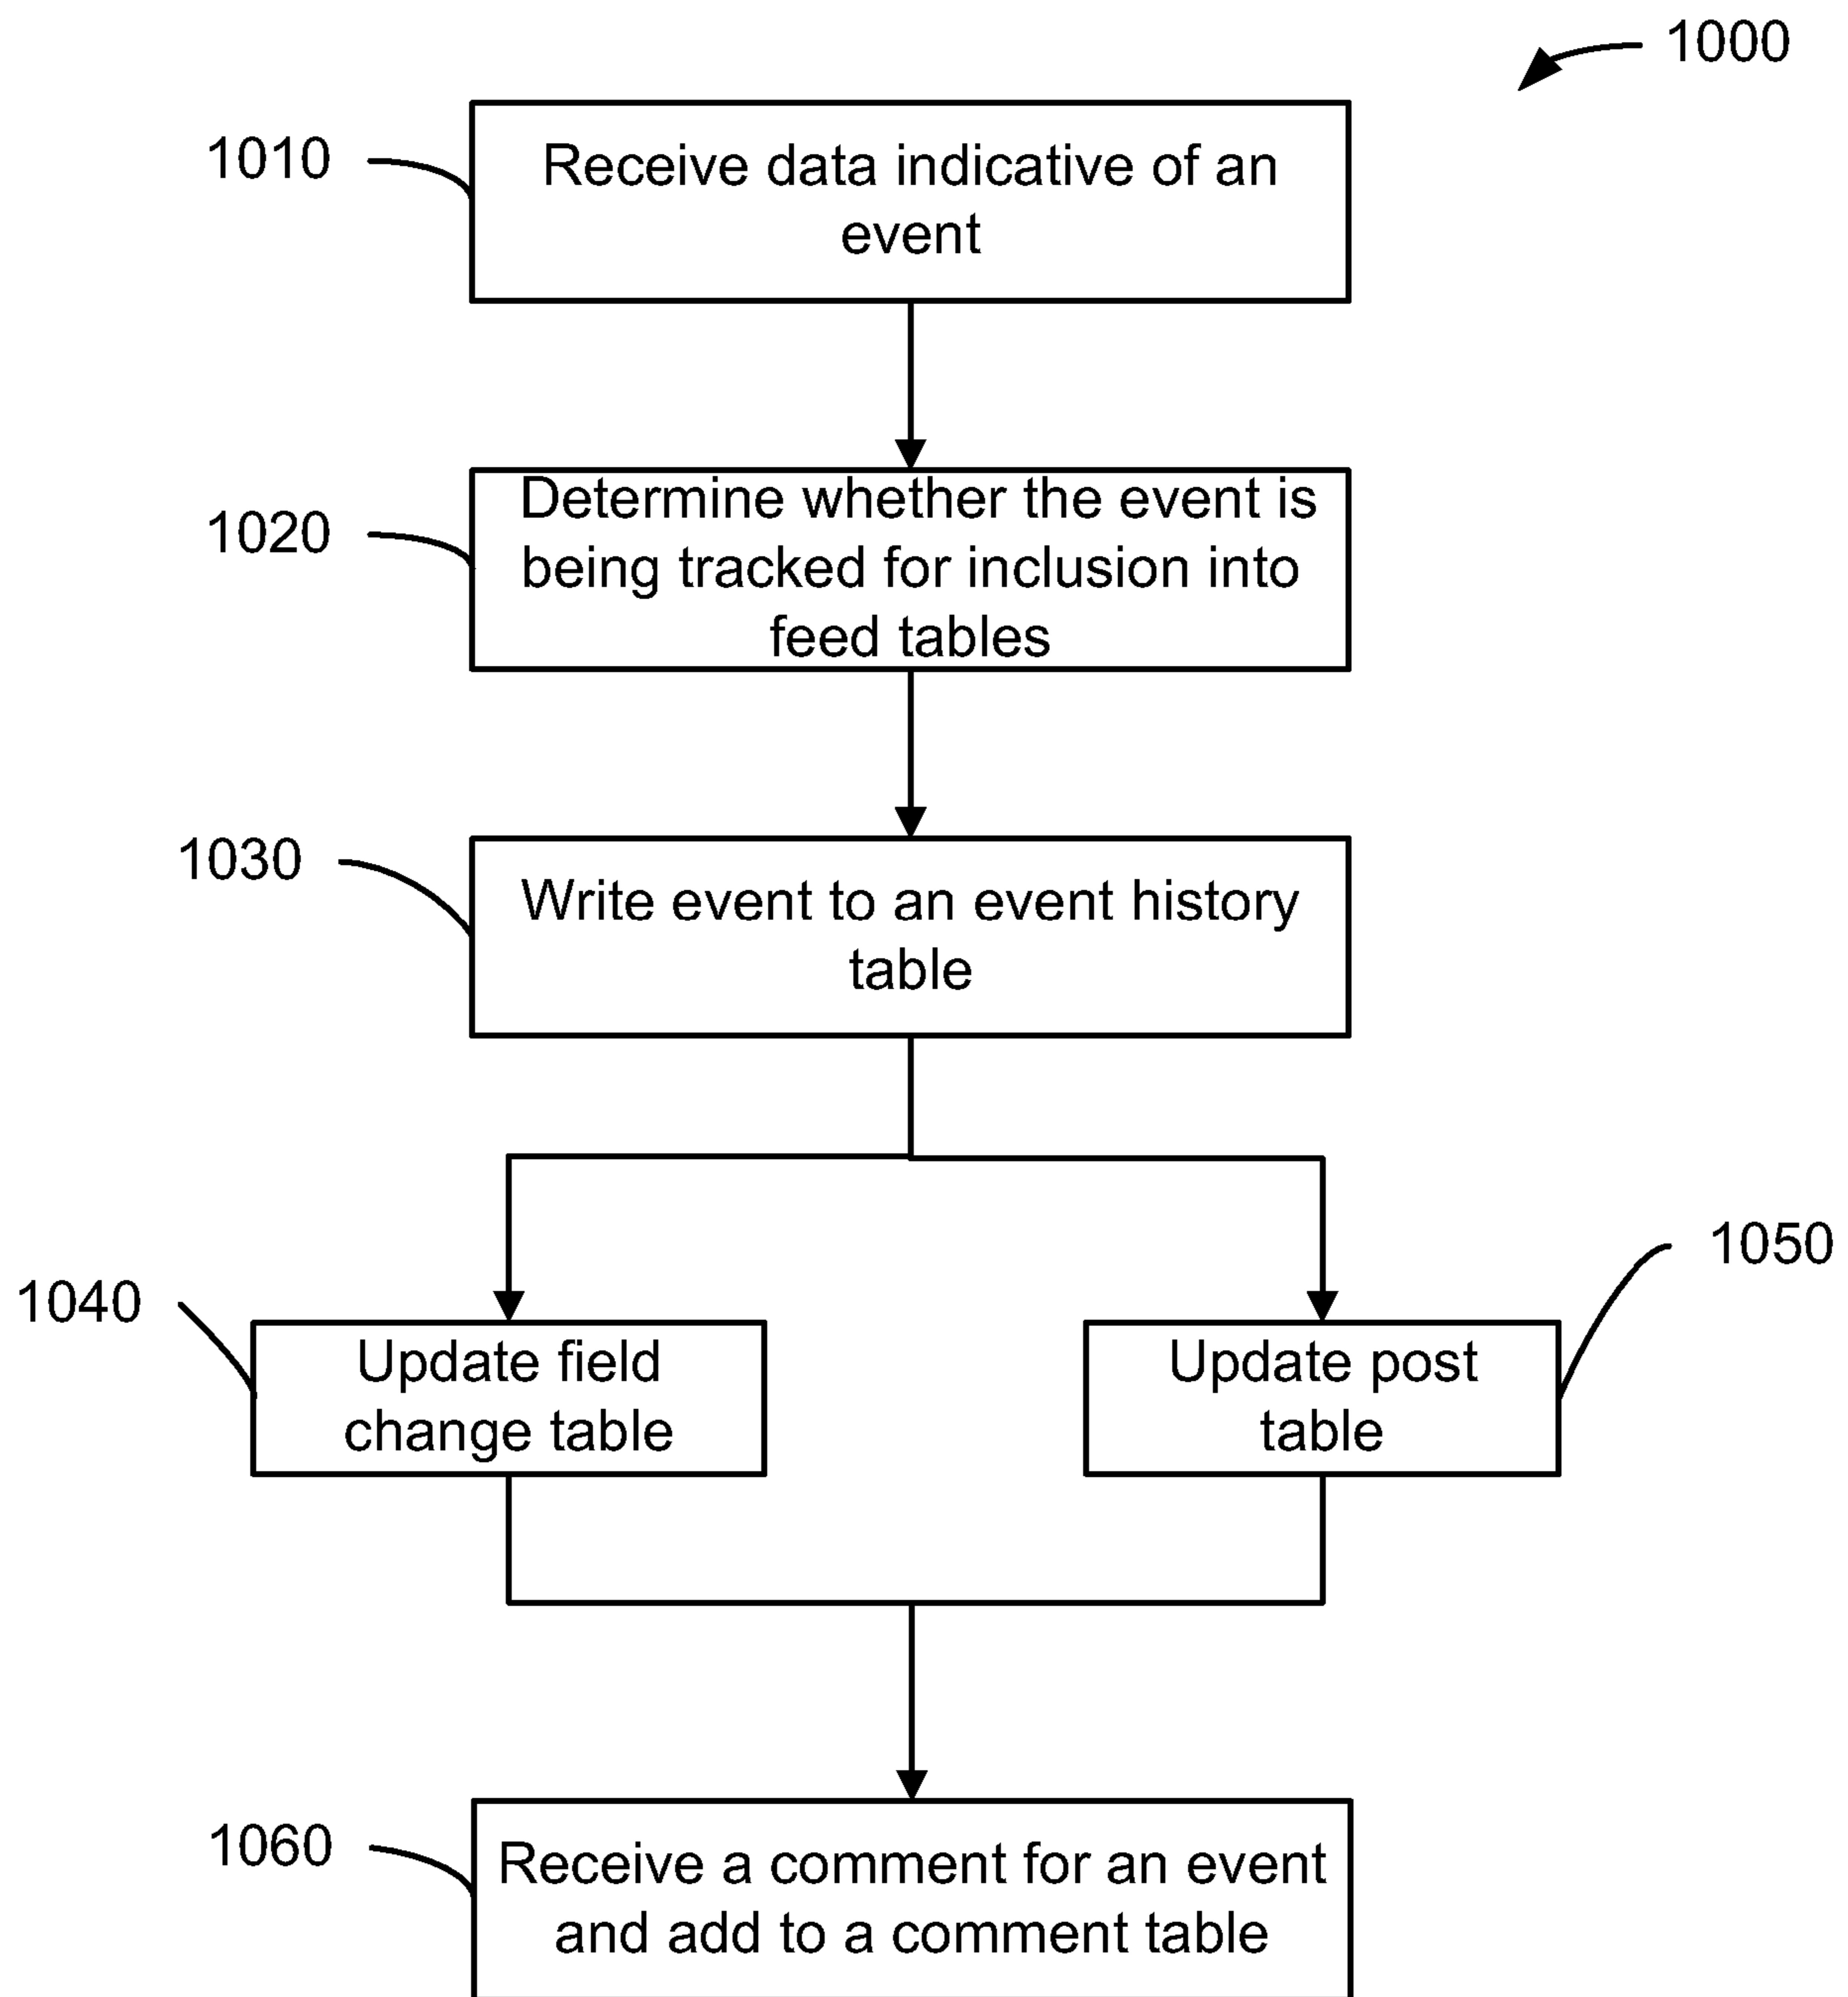 1000
1010
Receive data indicative of an
event
1020
Determine whether the event is
being tracked for inclusion into
feed tables
1030
Write event to an event history
table
1040
Update field
change table
1050
Update post
table
1060
Receive a comment for an event
and add to a comment table